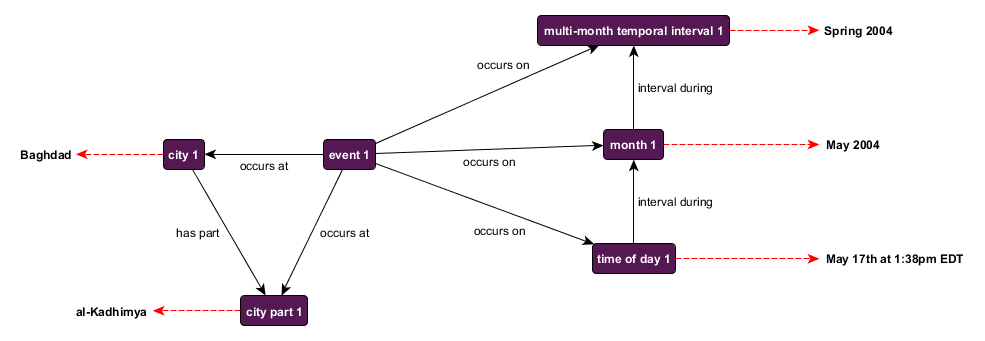 multi-month temporal interval 1
Spring 2004
occurs on
interval during
Baghdad
city 1
occurs at
event 1
occurs on
month 1
May 2004
interval during
has part
occurs at
occurs on
time of day 1
May 17th at 1:38pm EDT
al-Kadhimya
city part 1